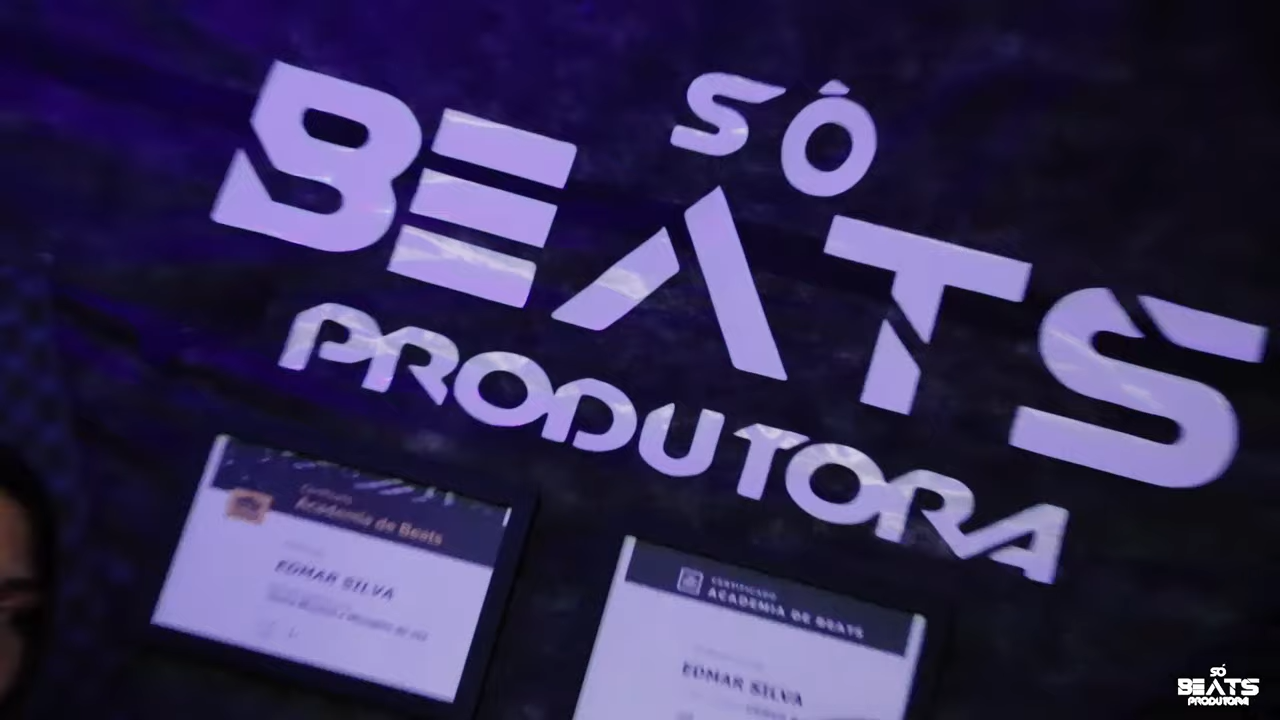 SÓ
BEATS
PRODUTORA
Academia de Beats
EDMAR SILVA
CERTIFICADO
ACADEMIA DE BEATS
EDMAR SILVA
SÓ
BEATS
PRODUTORA